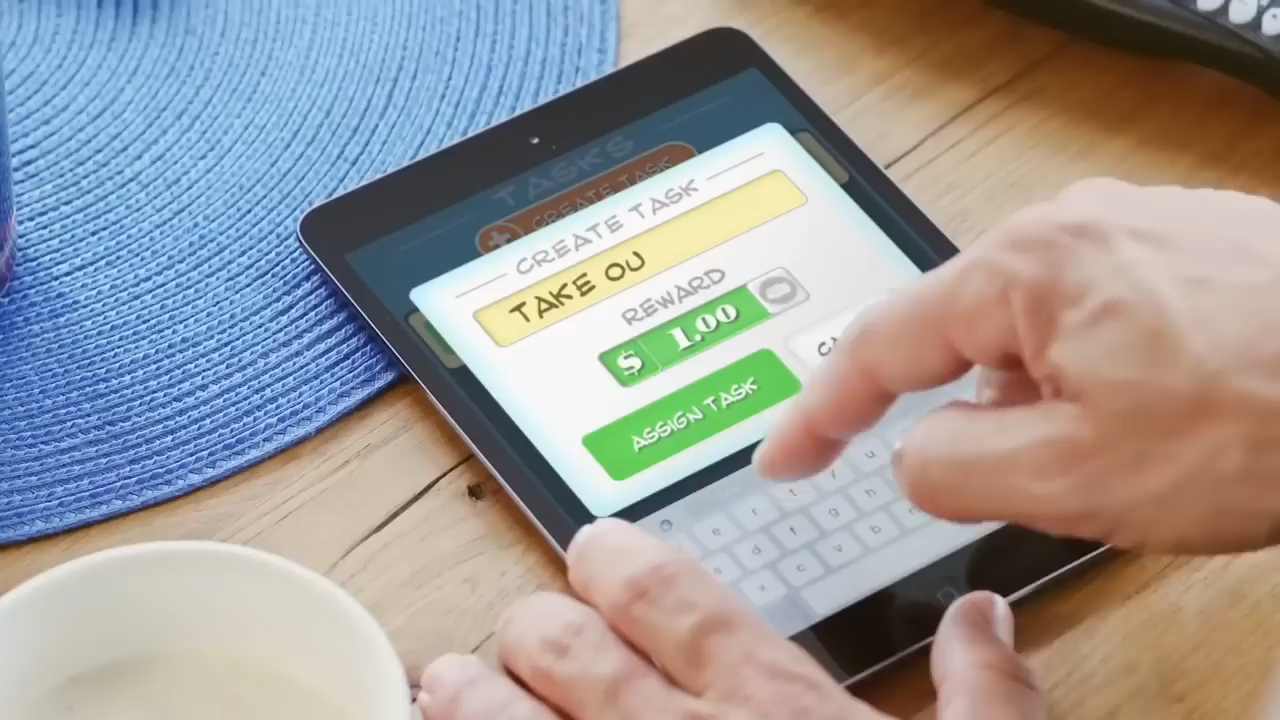 TASKS
CREATE TASK
CREATE TASK
TAKE OU
REWARD
$ 1.00
ASSIGN TASK
e r t y u
d f g h
x c v b n